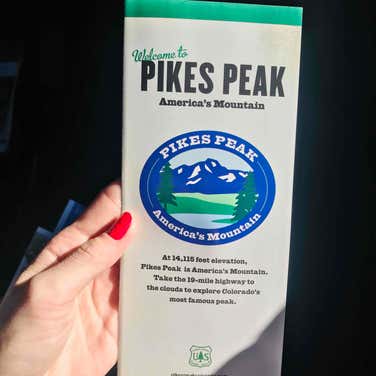 Welcome to
PIKES PEAK
America's Mountain
PIKES PEAK
America's Mountain
At 14,115 feet elevation,
Pikes Peak is America's Mountain.
Take the 19-mile highway to
the clouds to explore Colorado's
most famous peak.
U S